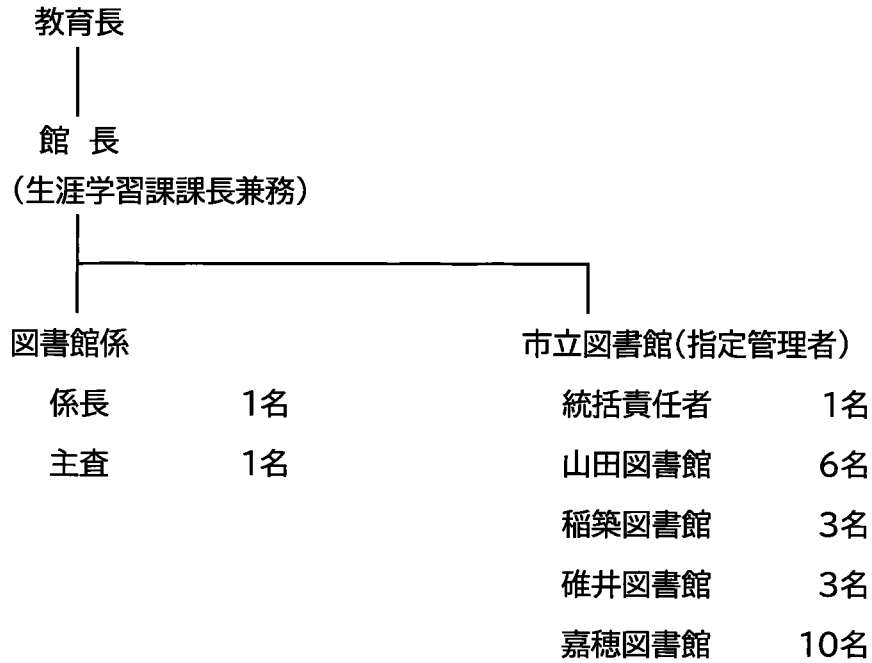 教育長
館 長
(生涯学習課課長兼務)
図書館係
係長 1名
主査 1名
市立図書館(指定管理者)
統括責任者 1名
山田図書館 6名
稲築図書館 3名
碓井図書館 3名
嘉穂図書館 10名